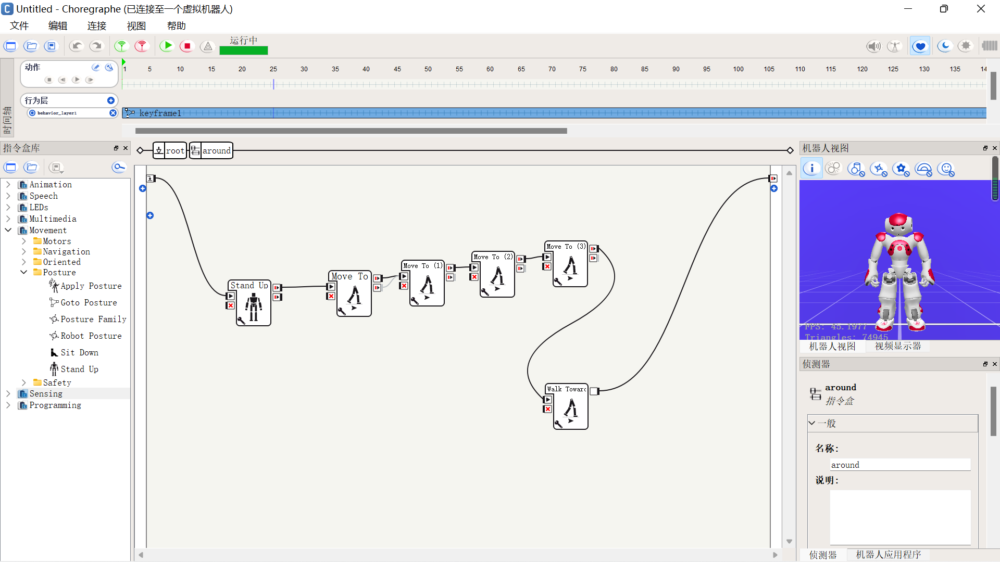 Untitled - Choregraphe (已连接至一个虚拟机器人)
文件 编辑 连接 视图 帮助
运行中
时间轴
动作
1 5 10 15 20 25 30 35 40 45 50 55 60 65 70 75 80 85 90 95 100 105 110 115 120 125 130 135 14
行为层
behavior_layer1
keyframe1
指令盒库
Animation
Speech
LEDs
Multimedia
Movement
Motors
Navigation
Oriented
Posture
Apply Posture
Goto Posture
Posture Family
Robot Posture
Sit Down
Stand Up
Safety
Sensing
Programming
root around
Stand Up
Move To
Move To (1)
Move To (2)
Move To (3)
Walk Towar
机器人视图
FPS: 45.1977
Triangles: 74945
机器人视图 视频显示器
侦测器
around
指令盒
一般
名称:
around
说明:
侦测器 机器人应用程序